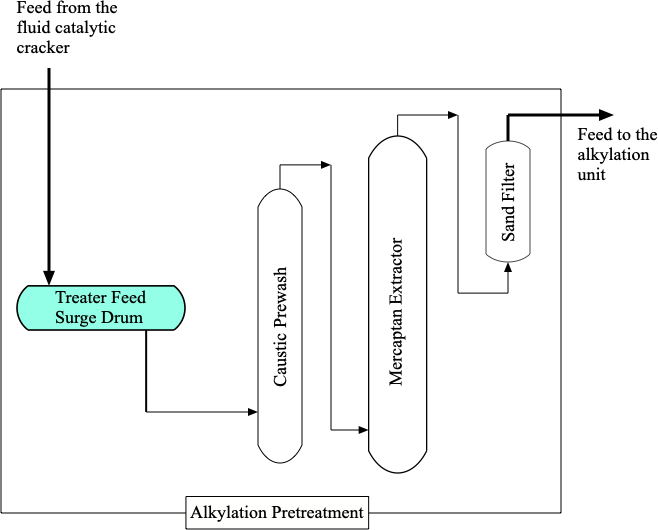 Feed from the
fluid catalytic
cracker
Feed to the
alkylation
unit
Sand Filter
Mercaptan Extractor
Caustic Prewash
Treater Feed
Surge Drum
Alkylation Pretreatment